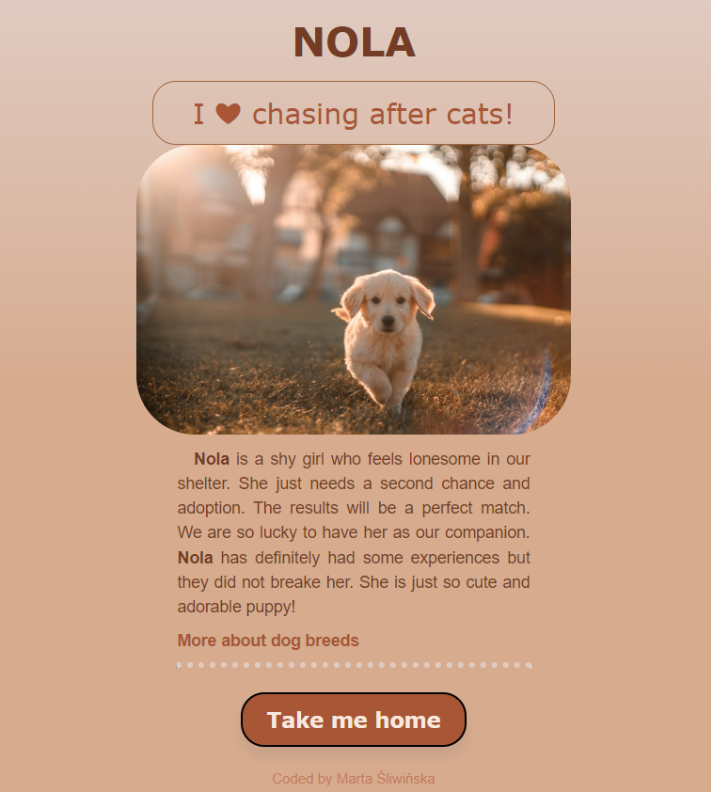 NOLA
I ❤ chasing after cats!
Nola is a shy girl who feels lonesome in our
shelter. She just needs a second chance and
adoption. The results will be a perfect match.
We are so lucky to have her as our companion.
Nola has definitely had some experiences but
they did not breake her. She is just so cute and
adorable puppy!
More about dog breeds
Take me home
Coded by Marta Śliwińska